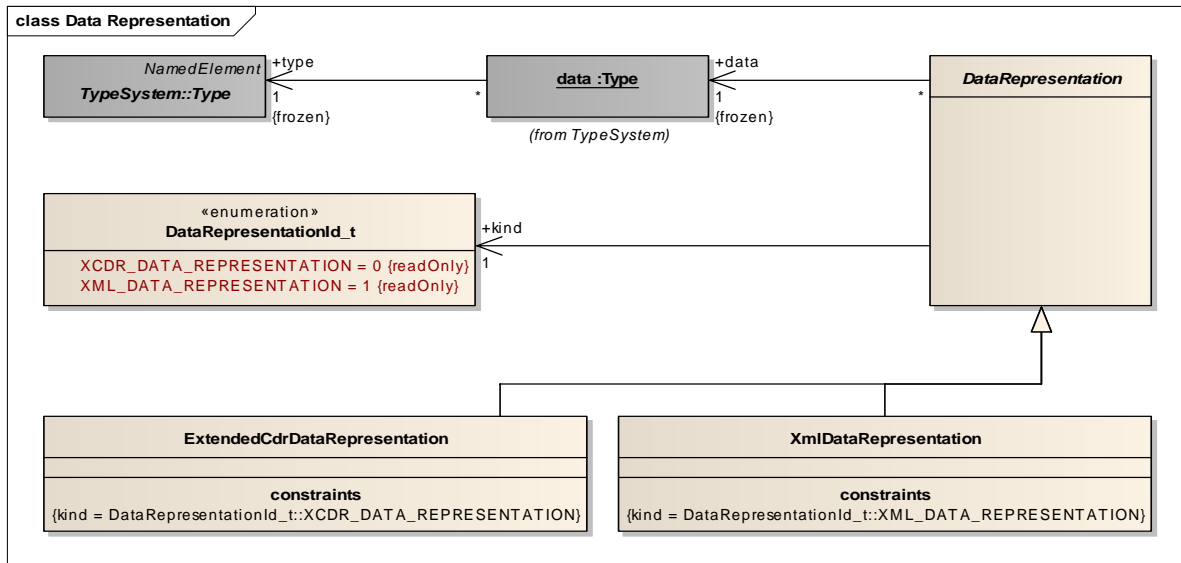 class Data Representation
NamedElement
TypeSystem::Type
+type
1
{frozen}
*
data :Type
(from TypeSystem)
+data
1
{frozen}
*
DataRepresentation
«enumeration»
DataRepresentationId_t
XCDR_DATA_REPRESENTATION = 0 {readOnly}
XML_DATA_REPRESENTATION = 1 {readOnly}
+kind
1
ExtendedCdrDataRepresentation
constraints
{kind = DataRepresentationId_t::XCDR_DATA_REPRESENTATION}
XmlDataRepresentation
constraints
{kind = DataRepresentationId_t::XML_DATA_REPRESENTATION}